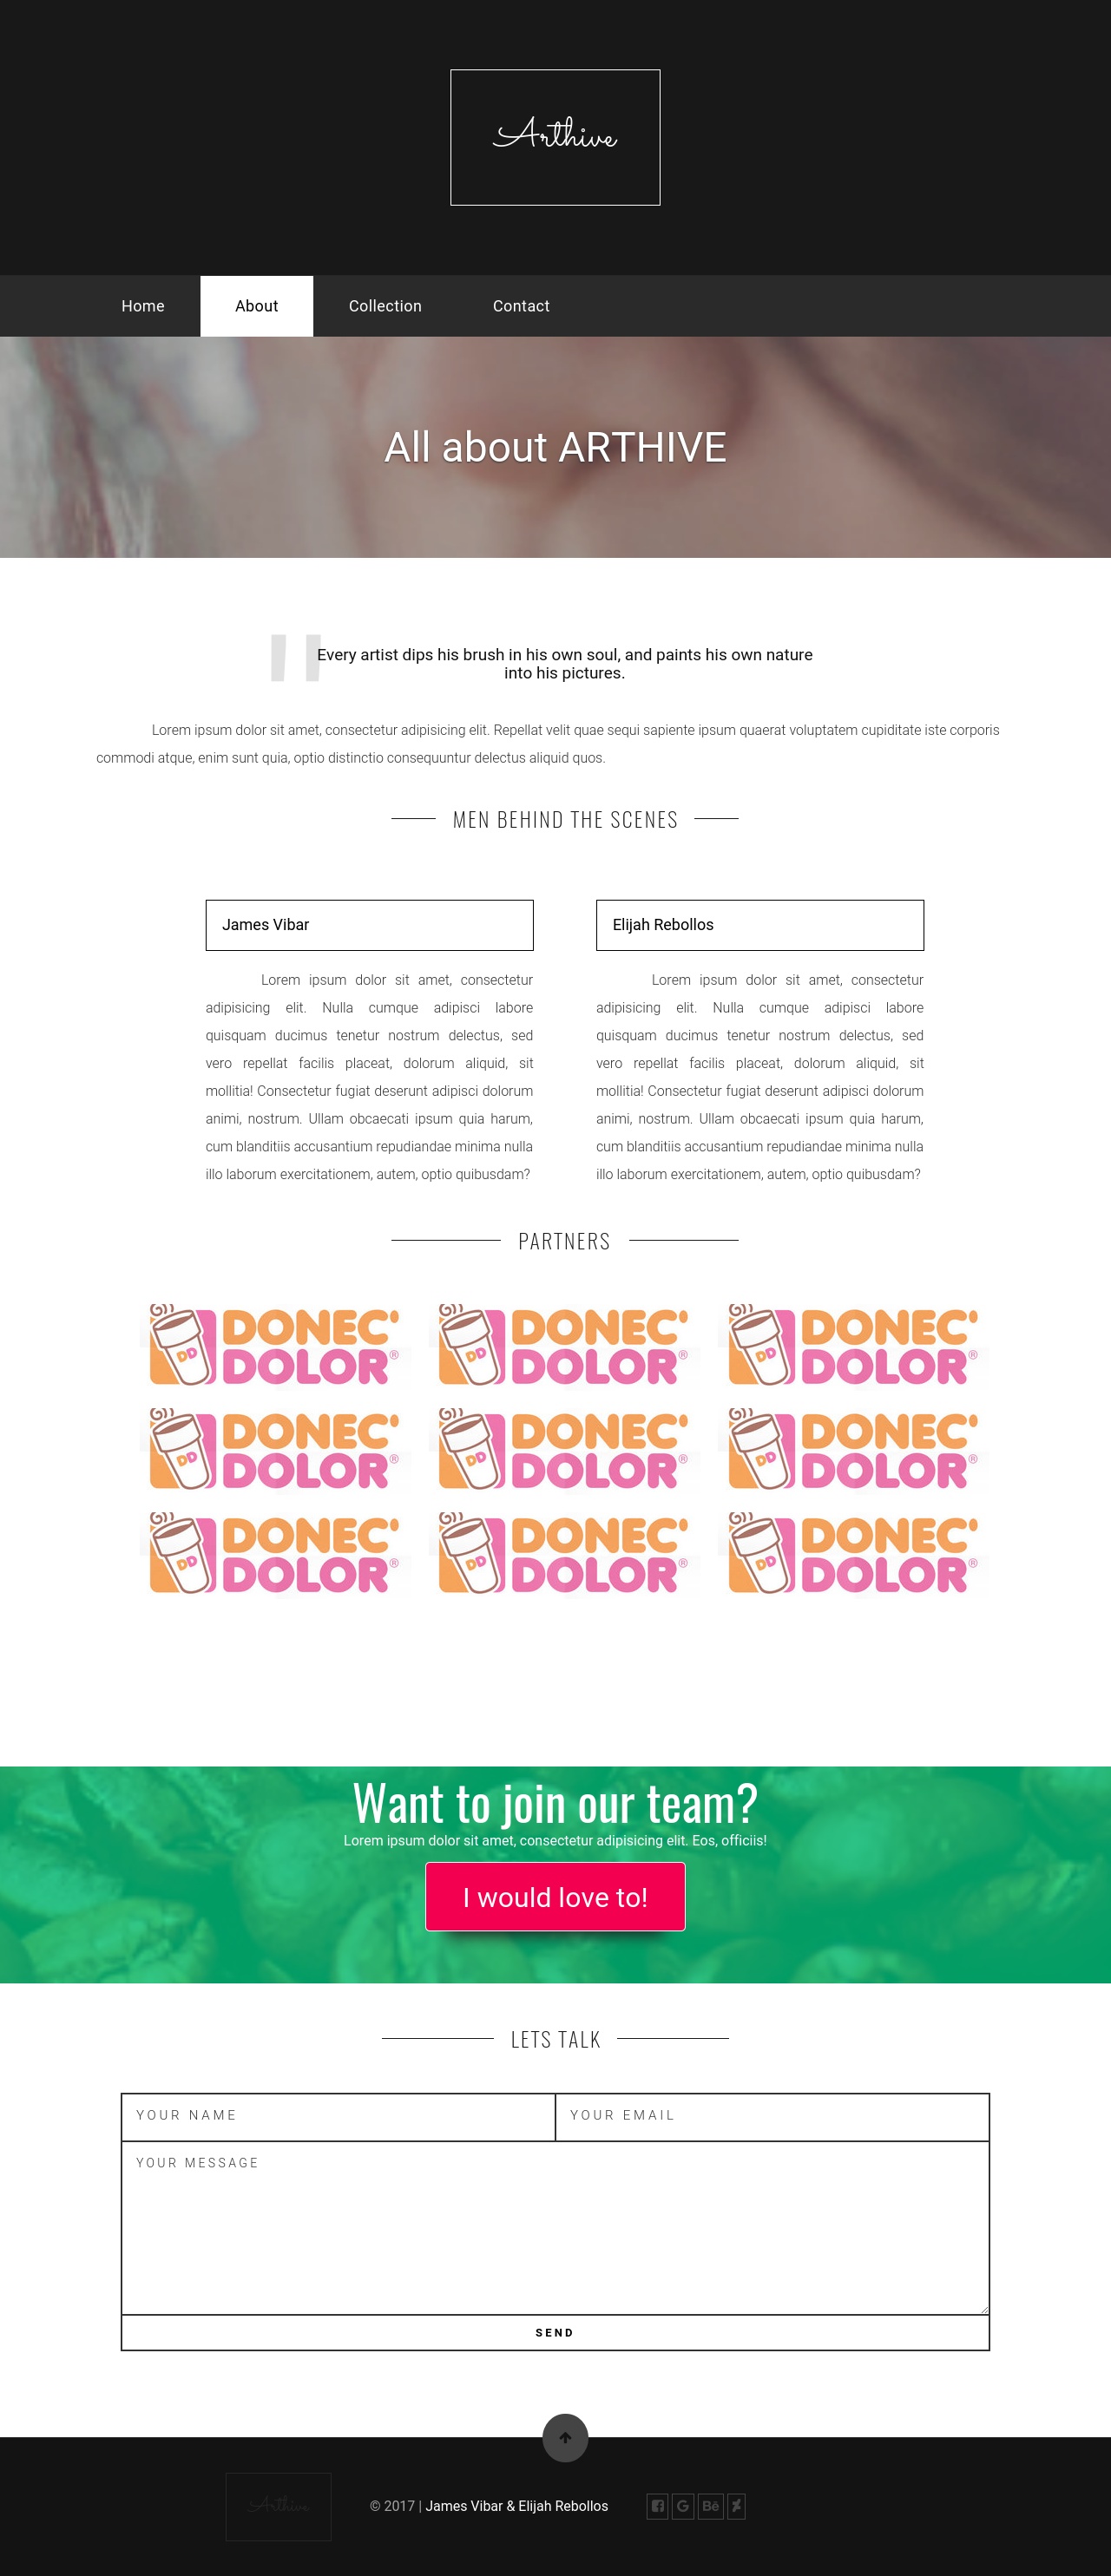 Arthive
Home About Collection Contact
All about ARTHIVE
"
Every artist dips his brush in his own soul, and paints his own nature
into his pictures.
Lorem ipsum dolor sit amet, consectetur adipisicing elit. Repellat velit quae sequi sapiente ipsum quaerat voluptatem cupiditate iste corporis
commodi atque, enim sunt quia, optio distinctio consequuntur delectus aliquid quos.
MEN BEHIND THE SCENES
James Vibar
Lorem ipsum dolor sit amet, consectetur
adipisicing elit. Nulla cumque adipisci labore
quisquam ducimus tenetur nostrum delectus, sed
vero repellat facilis placeat, dolorum aliquid, sit
mollitia! Consectetur fugiat deserunt adipisci dolorum
animi, nostrum. Ullam obcaecati ipsum quia harum,
cum blanditiis accusantium repudiandae minima nulla
illo laborum exercitationem, autem, optio quibusdam?
Elijah Rebollos
Lorem ipsum dolor sit amet, consectetur
adipisicing elit. Nulla cumque adipisci labore
quisquam ducimus tenetur nostrum delectus, sed
vero repellat facilis placeat, dolorum aliquid, sit
mollitia! Consectetur fugiat deserunt adipisci dolorum
animi, nostrum. Ullam obcaecati ipsum quia harum,
cum blanditiis accusantium repudiandae minima nulla
illo laborum exercitationem, autem, optio quibusdam?
PARTNERS
DD DONEC'
DOLOR®
DD DONEC'
DOLOR®
DD DONEC'
DOLOR®
DD DONEC'
DOLOR®
DD DONEC'
DOLOR®
DD DONEC'
DOLOR®
DD DONEC'
DOLOR®
DD DONEC'
DOLOR®
DD DONEC'
DOLOR®
Want to join our team?
Lorem ipsum dolor sit amet, consectetur adipisicing elit. Eos, officiis!
I would love to!
LETS TALK
YOUR NAME
YOUR EMAIL
YOUR MESSAGE
SEND
Arthive
© 2017 | James Vibar & Elijah Rebollos
G Bē